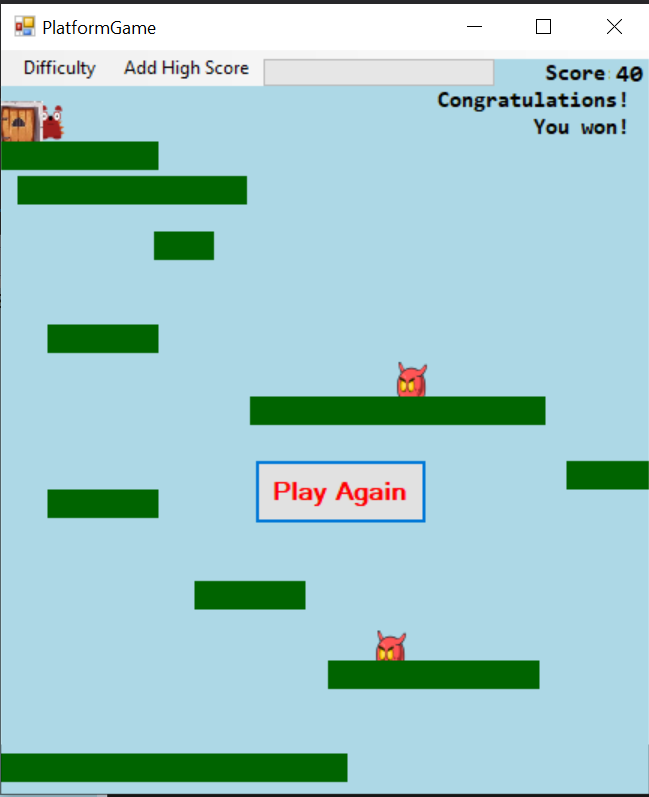 PlatformGame
Difficulty Add High Score
Score: 40
Congratulations!
You won!
Play Again